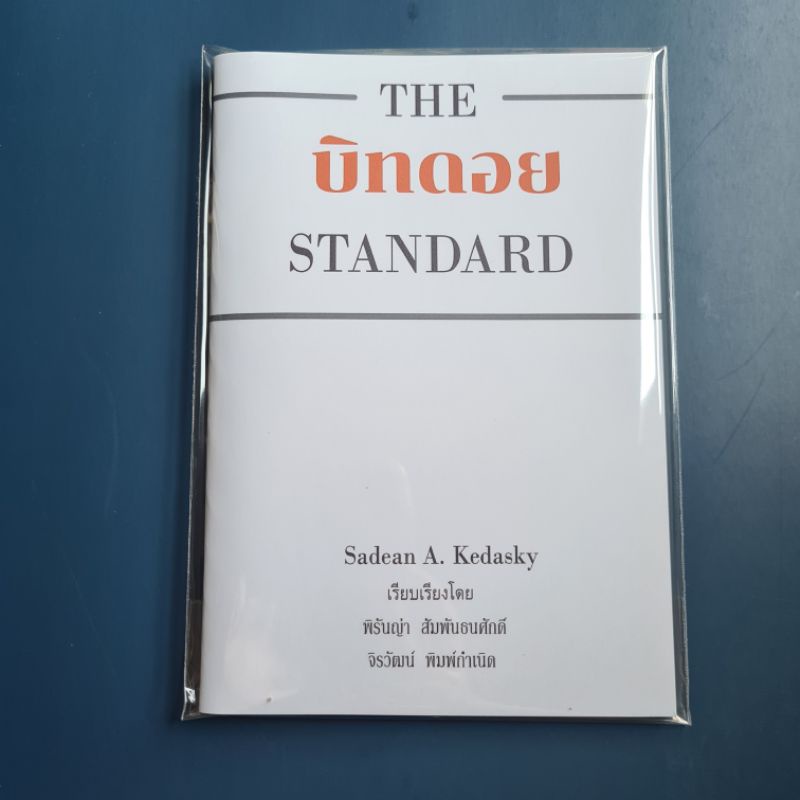 THE
บิทดอย
STANDARD
Sadean A. Kedasky
เรียบเรียงโดย
พิรันญ่า สัมพันธนศักดิ์
จิรวัฒน์ พิมพ์กำเนิด